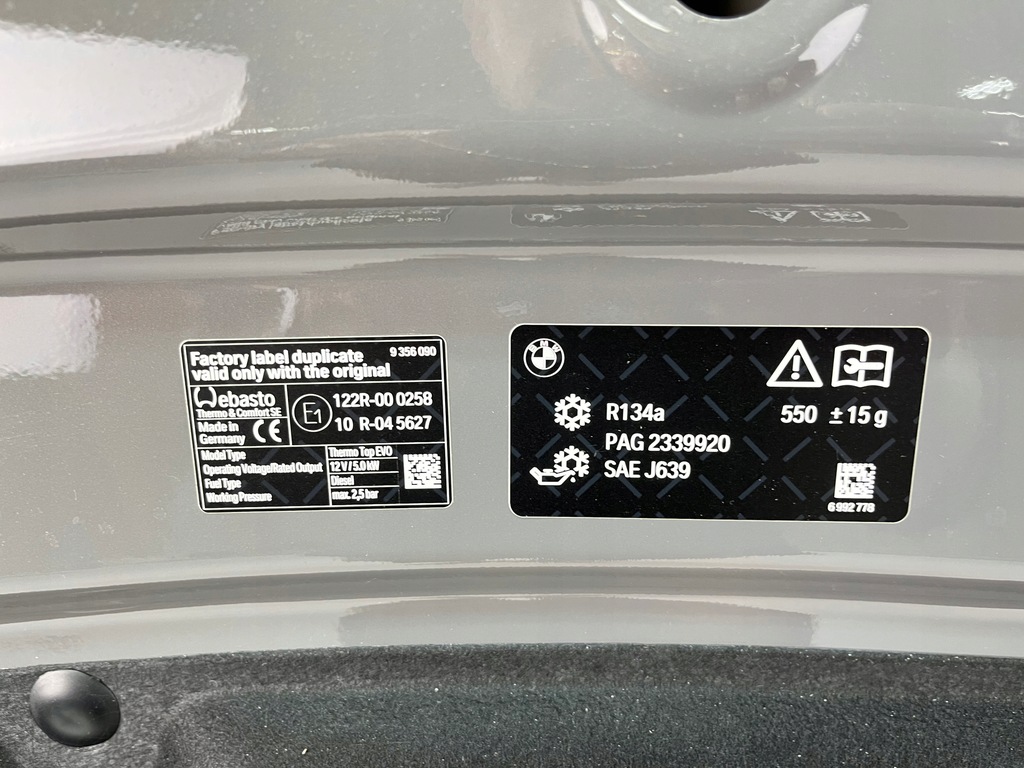 Factory label duplicate 9 356 090
valid only with the original
Webasto
Thermo & Comfort SE
Made in
Germany CE
E1
122R-00 0258
10 R-04 5627
Model Type Thermo Top EVO
Operating Voltage/Rated Output 12 V / 5.0 kW
Fuel Type Diesel
Working Pressure max. 2,5 bar
BMW
R134a 550 ±15 g
PAG 2339920
SAE J639
6 992 778